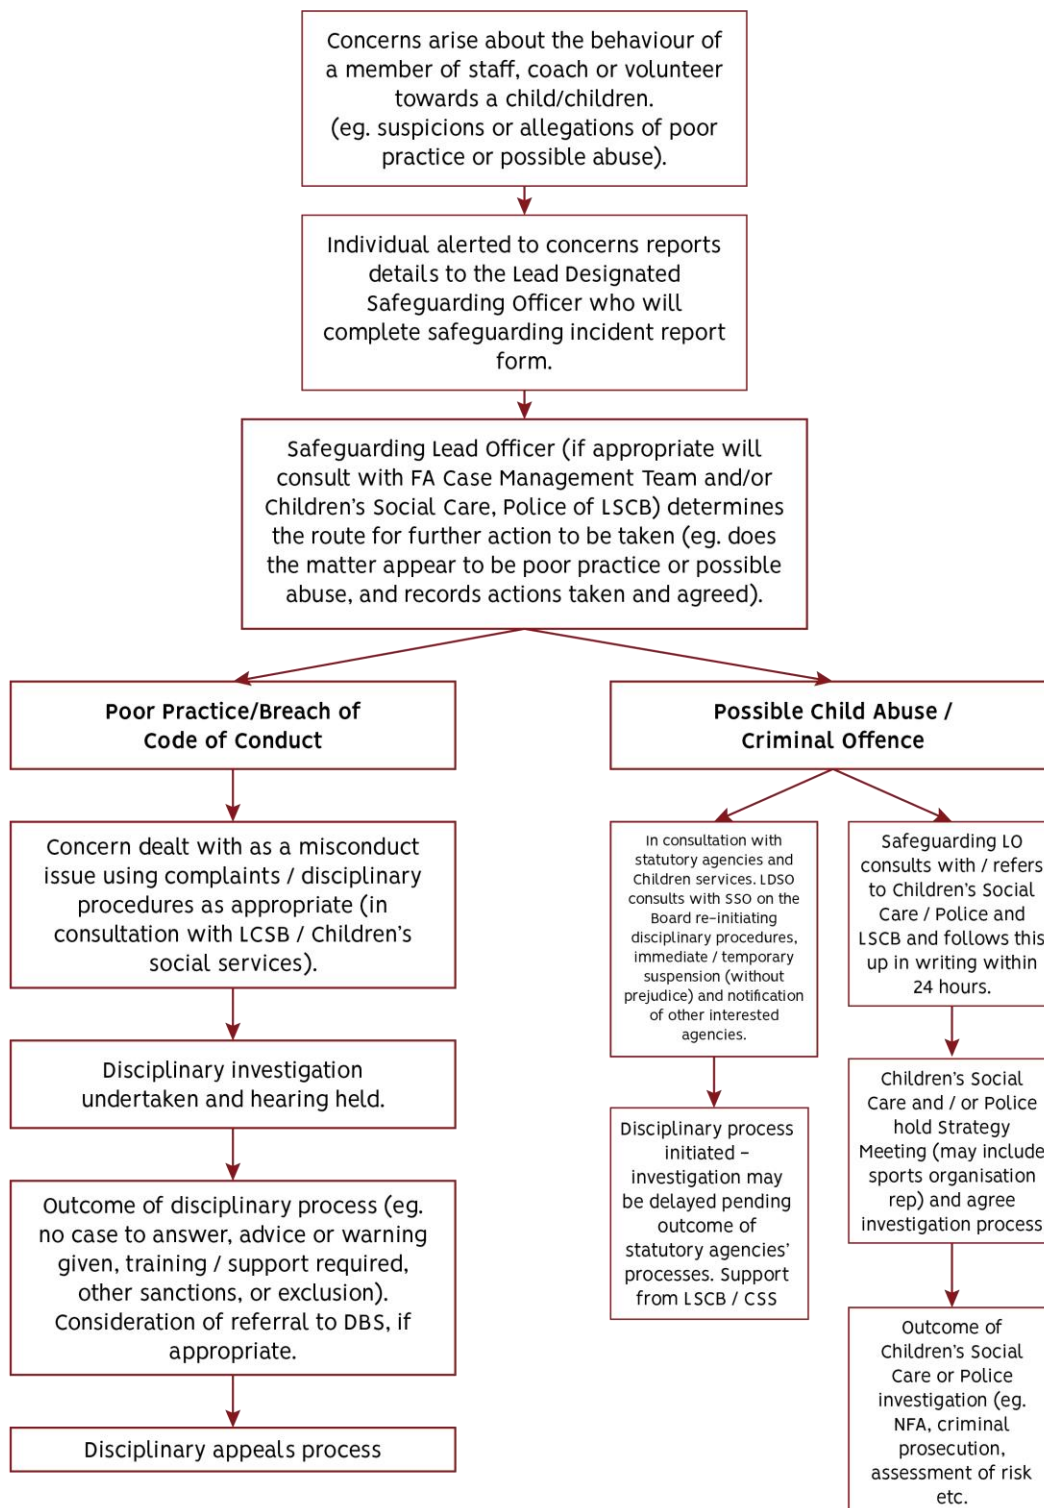 Concerns arise about the behaviour of
a member of staff, coach or volunteer
towards a child/children.
(eg. suspicions or allegations of poor
practice or possible abuse).
Individual alerted to concerns reports
details to the Lead Designated
Safeguarding Officer who will
complete safeguarding incident report
form.
Safeguarding Lead Officer (if appropriate will
consult with FA Case Management Team and/or
Children's Social Care, Police of LSCB) determines
the route for further action to be taken (eg. does
the matter appear to be poor practice or possible
abuse, and records actions taken and agreed).
Poor Practice/Breach of
Code of Conduct
Concern dealt with as a misconduct
issue using complaints / disciplinary
procedures as appropriate (in
consultation with LCSB / Children's
social services).
Disciplinary investigation
undertaken and hearing held.
Outcome of disciplinary process (eg.
no case to answer, advice or warning
given, training / support required,
other sanctions, or exclusion).
Consideration of referral to DBS, if
appropriate.
Disciplinary appeals process
Possible Child Abuse /
Criminal Offence
In consultation with
statutory agencies and
Children services. LDSO
consults with SSO on the
Board re-initiating
disciplinary procedures,
immediate / temporary
suspension (without
prejudice) and notification
of other interested
agencies.
Disciplinary process
initiated –
investigation may
be delayed pending
outcome of
statutory agencies'
processes. Support
from LSCB / CSS
Safeguarding LO
consults with / refers
to Children's Social
Care / Police and
LSCB and follows this
up in writing within
24 hours.
Children's Social
Care and / or Police
hold Strategy
Meeting (may include
sports organisation
rep) and agree
investigation process
Outcome of
Children's Social
Care or Police
investigation (eg.
NFA, criminal
prosecution,
assessment of risk
etc.